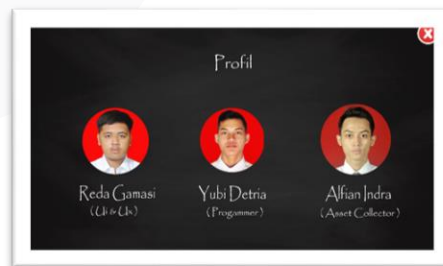 X
Profil
Reda Gamasi
(Ui & Ux)
Yubi Detria
(Progammer)
Alfian Indra
(Asset Collector)